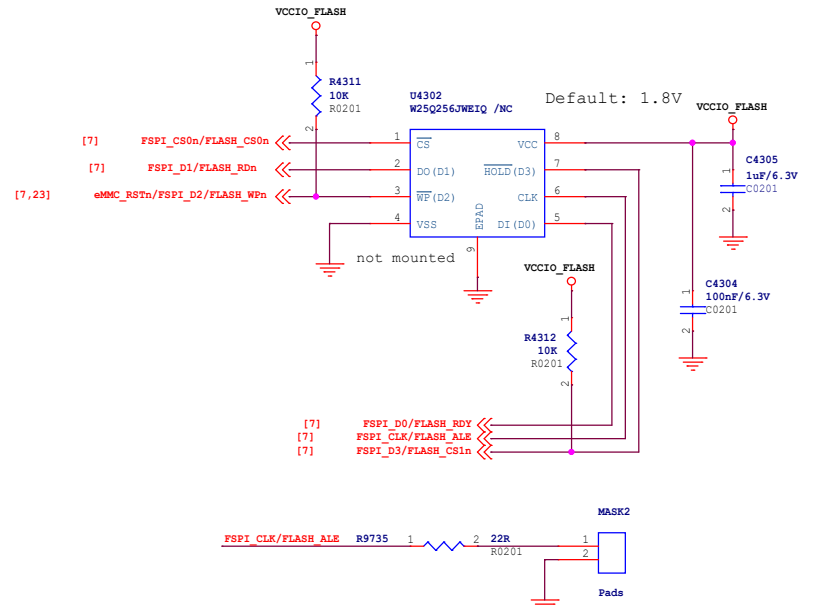 VCCIO_FLASH
1
R4311
10K
R0201
2
U4302
W25Q256JWEIQ /NC
Default: 1.8V
VCCIO_FLASH
[7] FSPI_CS0n/FLASH_CS0n 1 CS VCC 8
[7] FSPI_D1/FLASH_RDn 2 DO(D1) HOLD(D3) 7
[7,23] eMMC_RSTn/FSPI_D2/FLASH_WPn 3 WP(D2) CLK 6
4 VSS EPAD DI(D0) 5
9
C4305
1
1uF/6.3V
C0201
2
not mounted
VCCIO_FLASH
C4304
1
100nF/6.3V
C0201
2
1
R4312
10K
R0201
2
[7] FSPI_D0/FLASH_RDY
[7] FSPI_CLK/FLASH_ALE
[7] FSPI_D3/FLASH_CS1n
MASK2
FSPI_CLK/FLASH_ALE R9735 1 2 22R 1
R0201 2
Pads